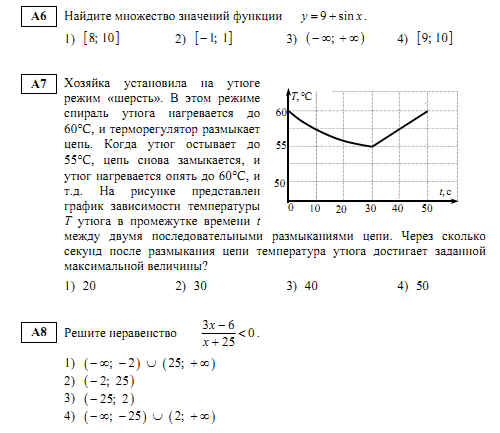 А6 Найдите множество значений функции y = 9 + sin x.
1) [8; 10] 2) [−1; 1] 3) (−∞; +∞) 4) [9; 10]
А7 Хозяйка установила на утюге
режим «шерсть». В этом режиме
спираль утюга нагревается до
60°С, и терморегулятор размыкает
цепь. Когда утюг остывает до
55°С, цепь снова замыкается, и
утюг нагревается опять до 60°С, и
т.д. На рисунке представлен
график зависимости температуры
T утюга в промежутке времени t
T,°C
60
55
50
t,c
0 10 20 30 40 50
между двумя последовательными размыканиями цепи. Через сколько
секунд после размыкания цепи температура утюга достигает заданной
максимальной величины?
1) 20 2) 30 3) 40 4) 50
А8 Решите неравенство (3x − 6)/(x + 25) < 0.
1) (−∞; −2) ∪ (25; +∞)
2) (−2; 25)
3) (−25; 2)
4) (−∞; −25) ∪ (2; +∞)